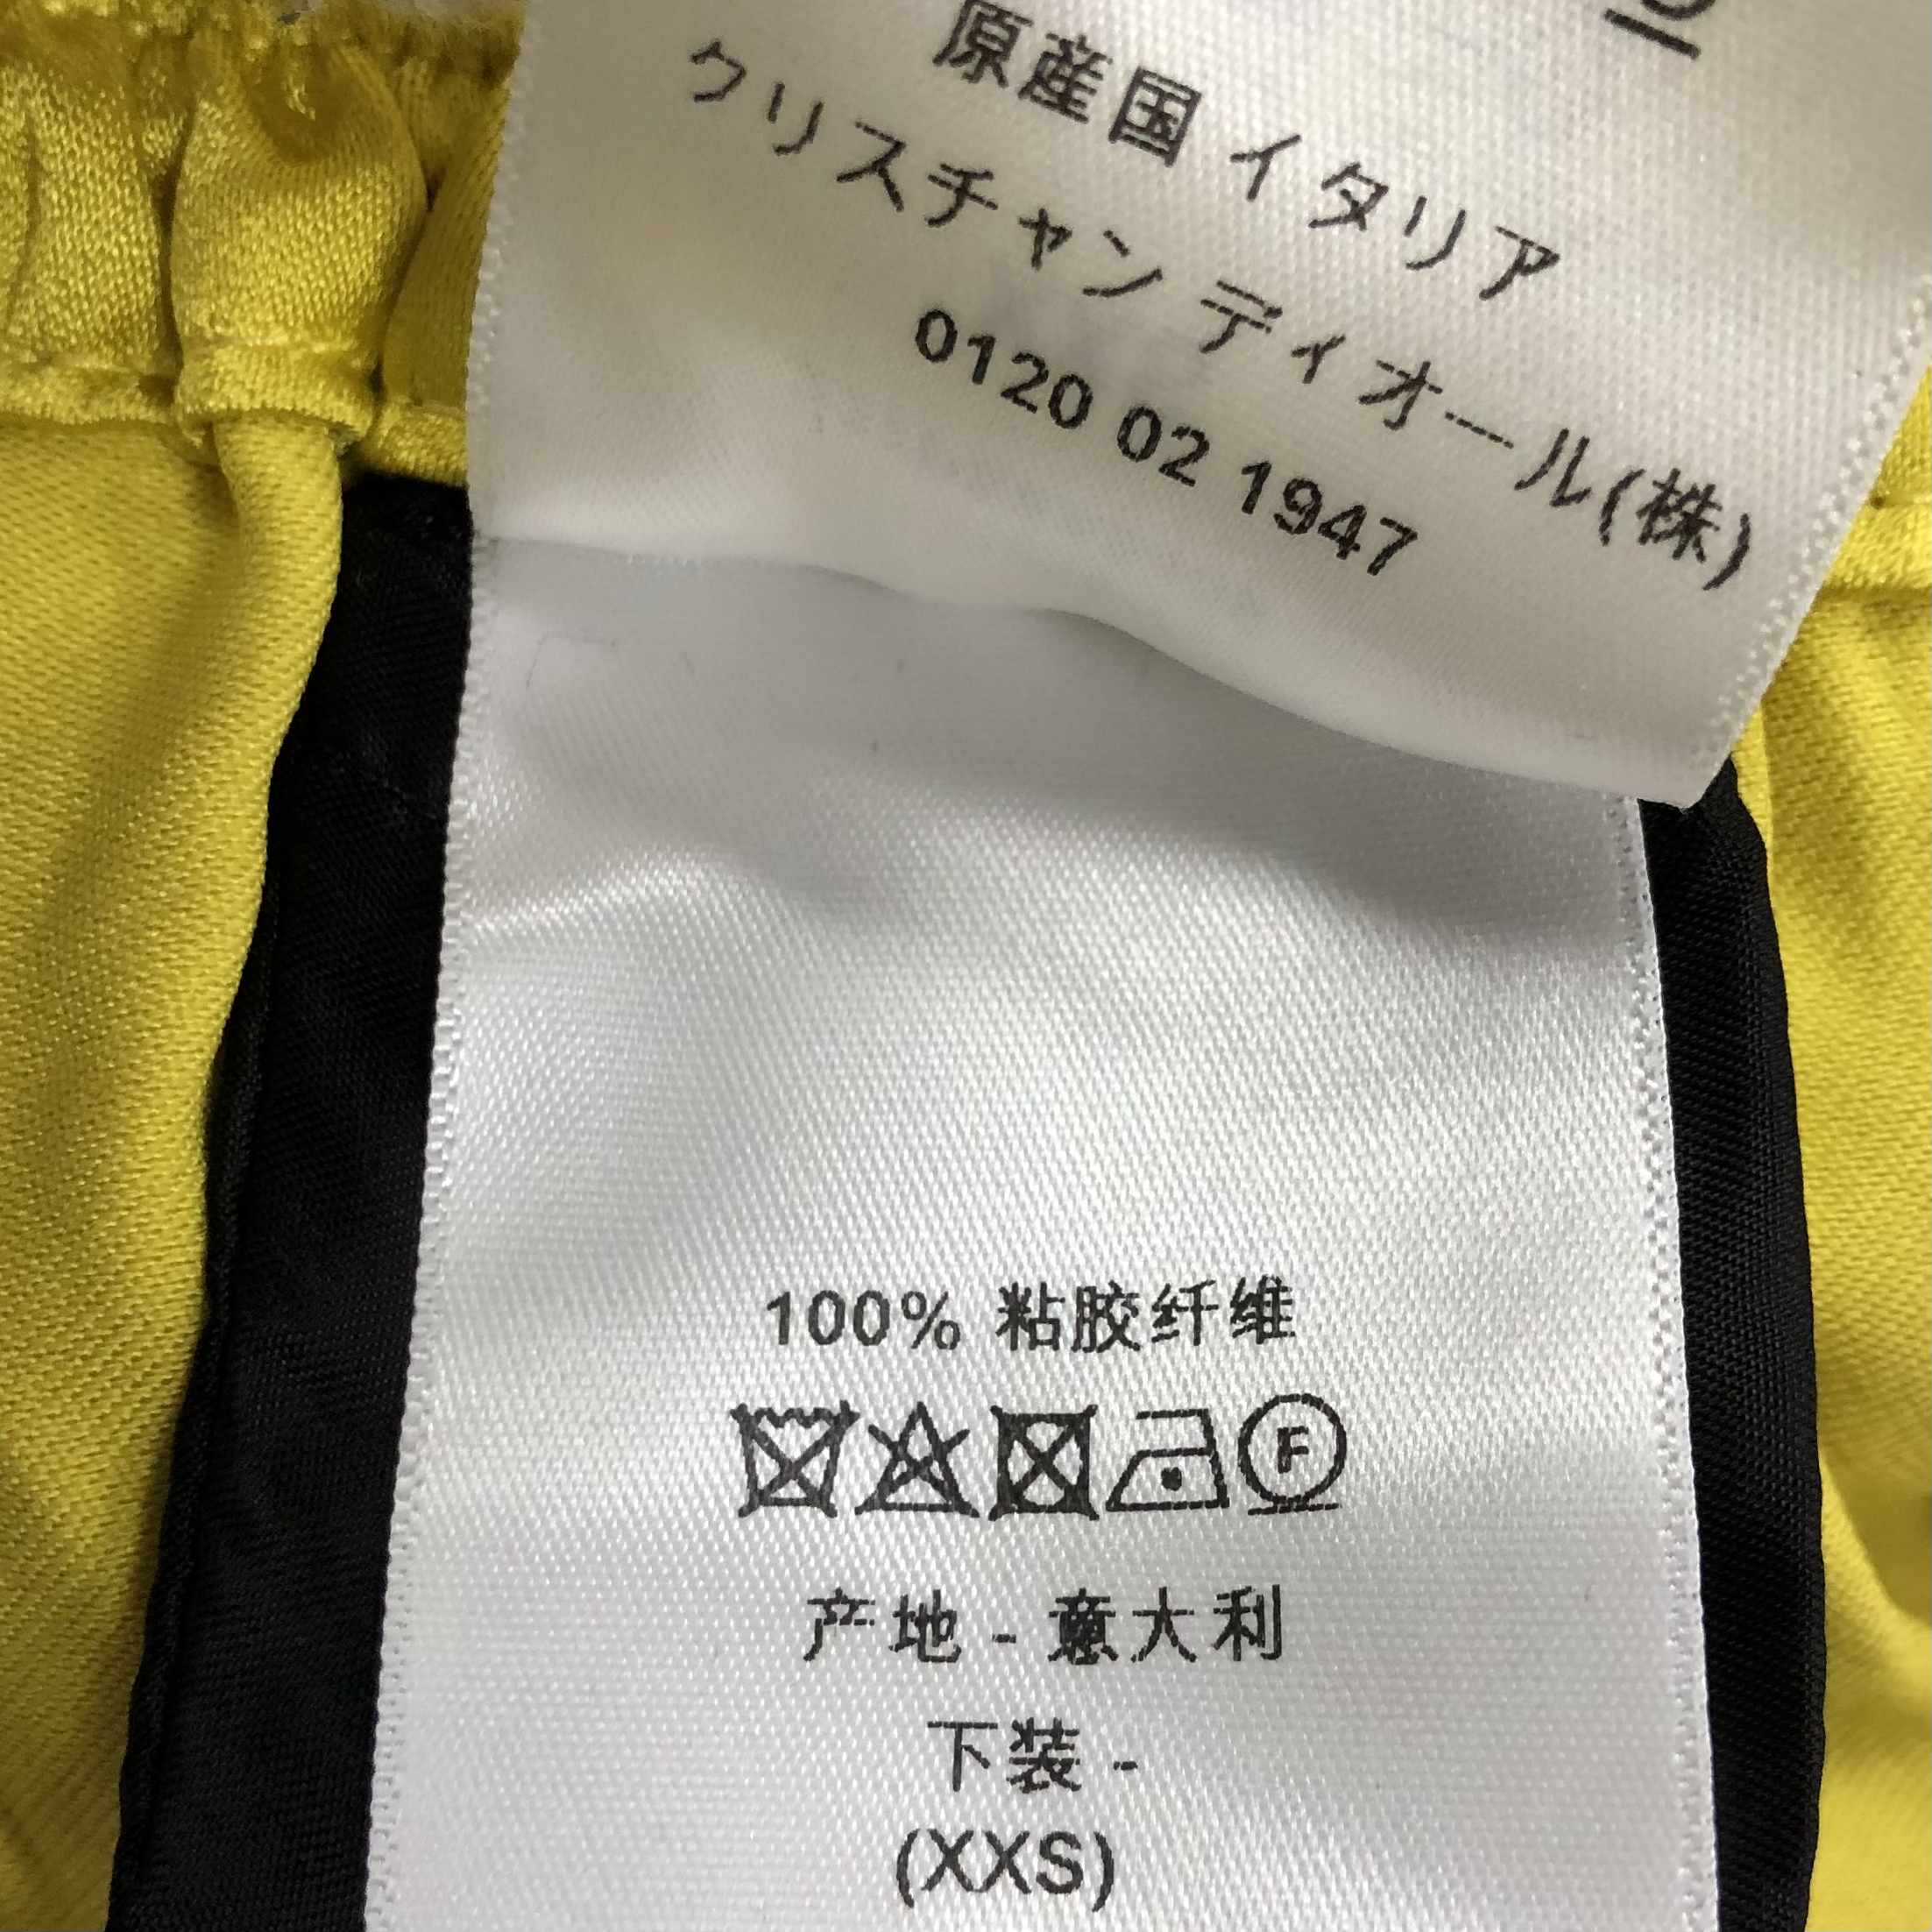 原産国 イタリア
クリスチャン ディオール(株)
0120 02 1947
100% 粘胶纤维
F
产地 - 意大利
下装 -
(XXS)